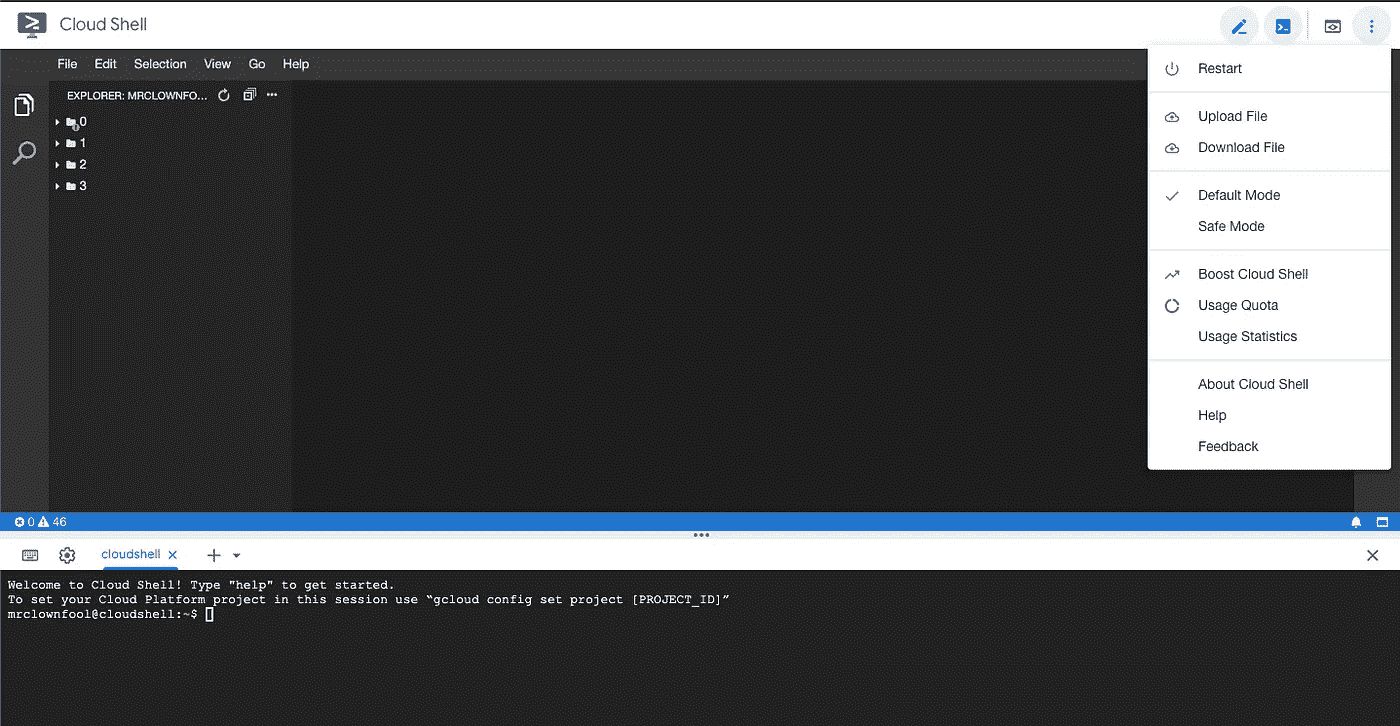 Cloud Shell
File Edit Selection View Go Help
EXPLORER: MRCLOWNFO...
0
1
2
3
Restart
Upload File
Download File
Default Mode
Safe Mode
Boost Cloud Shell
Usage Quota
Usage Statistics
About Cloud Shell
Help
Feedback
0 46
cloudshell
Welcome to Cloud Shell! Type "help" to get started.
To set your Cloud Platform project in this session use “gcloud config set project [PROJECT_ID]”
mrclownfool@cloudshell:~$